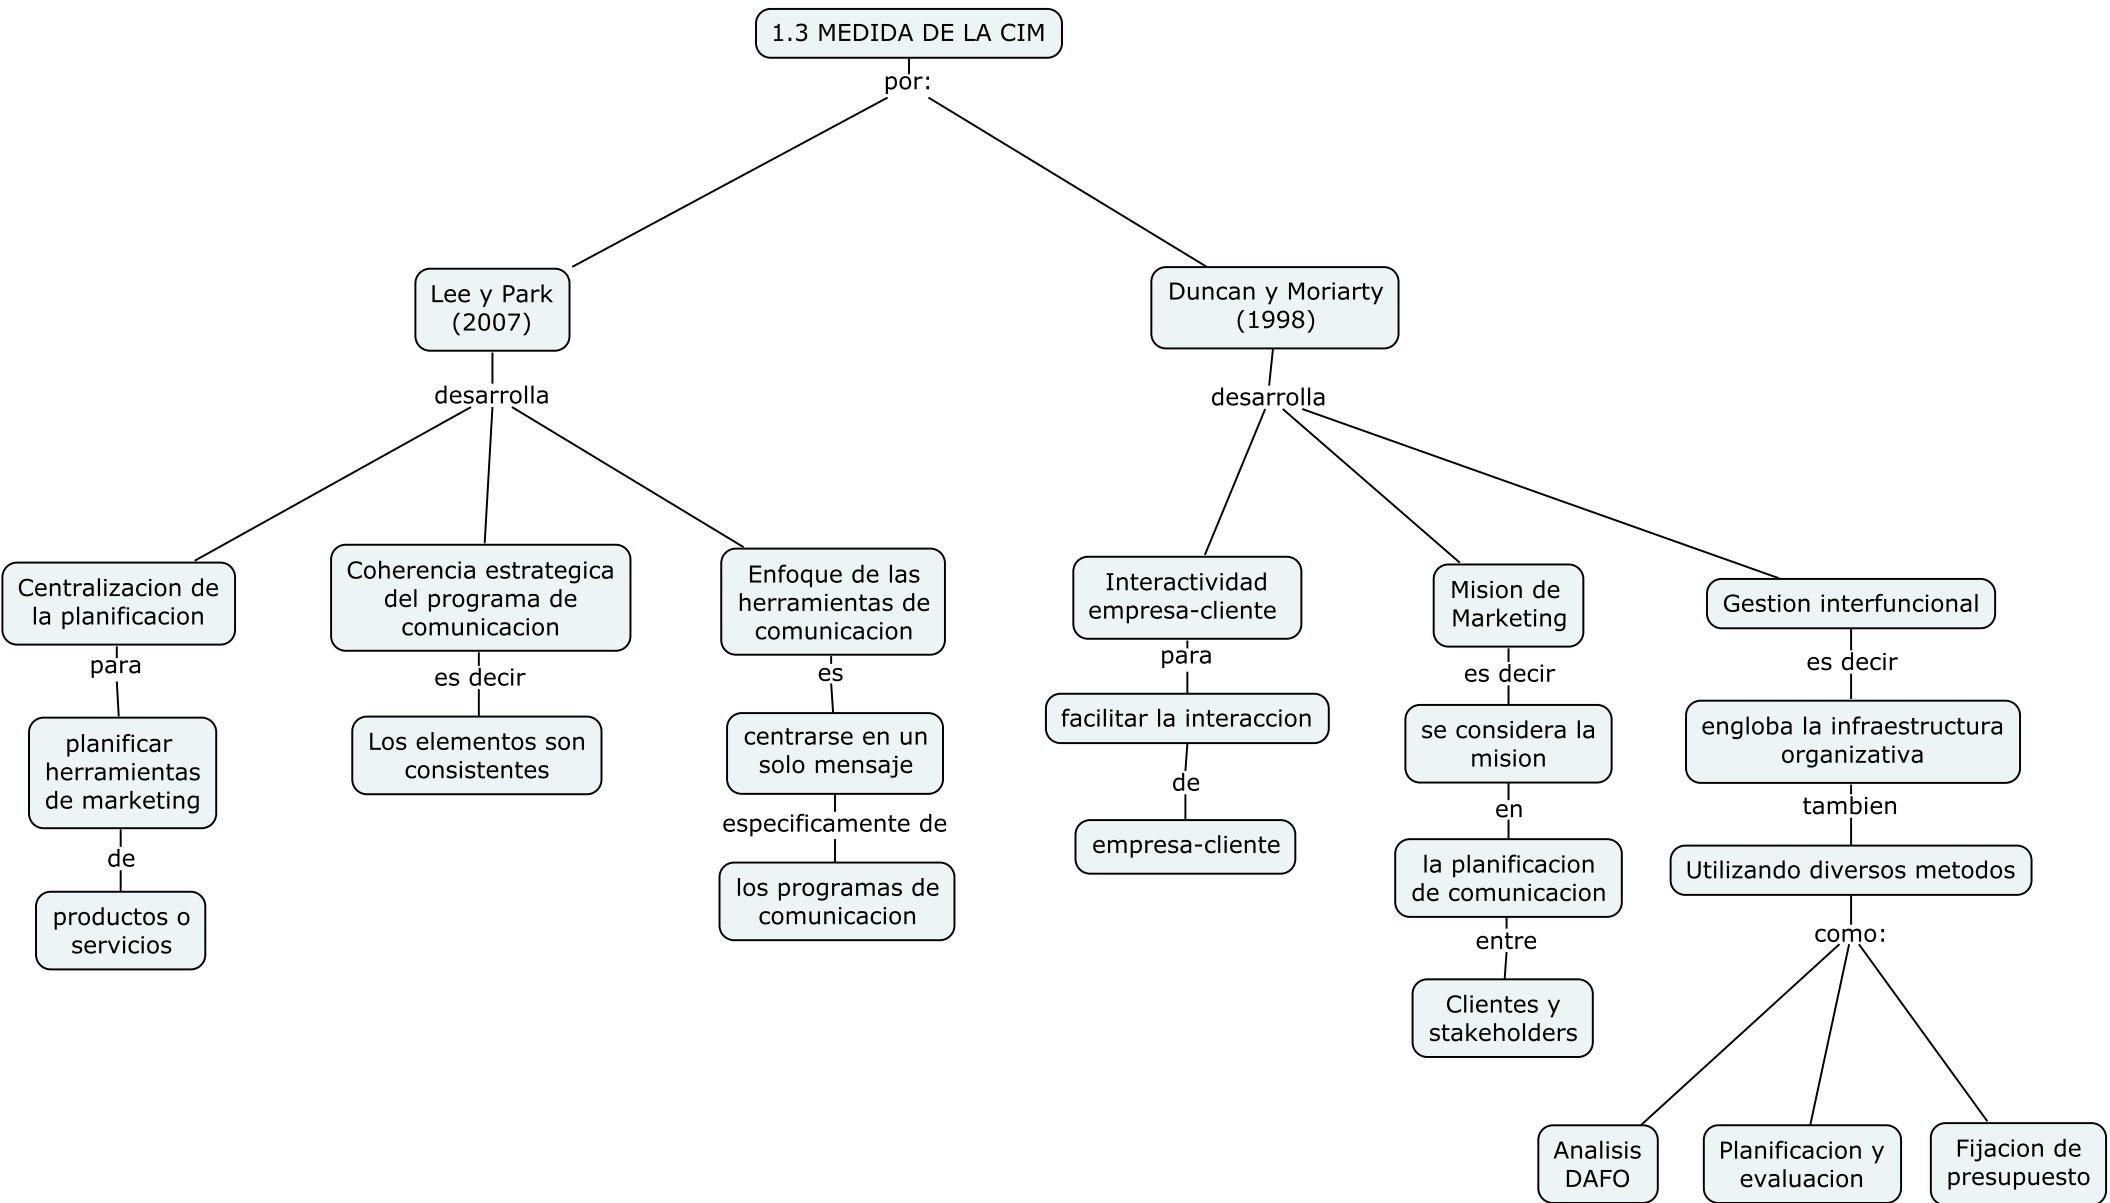 1.3 MEDIDA DE LA CIM
por:
Lee y Park
(2007)
desarrolla
Centralizacion de
la planificacion
para
planificar
herramientas
de marketing
de
productos o
servicios
Coherencia estrategica
del programa de
comunicacion
es decir
Los elementos son
consistentes
Enfoque de las
herramientas de
comunicacion
es
centrarse en un
solo mensaje
especificamente de
los programas de
comunicacion
Duncan y Moriarty
(1998)
desarrolla
Interactividad
empresa-cliente
para
facilitar la interaccion
de
empresa-cliente
Mision de
Marketing
es decir
se considera la
mision
en
la planificacion
de comunicacion
entre
Clientes y
stakeholders
Gestion interfuncional
es decir
engloba la infraestructura
organizativa
tambien
Utilizando diversos metodos
como:
Analisis
DAFO
Planificacion y
evaluacion
Fijacion de
presupuesto